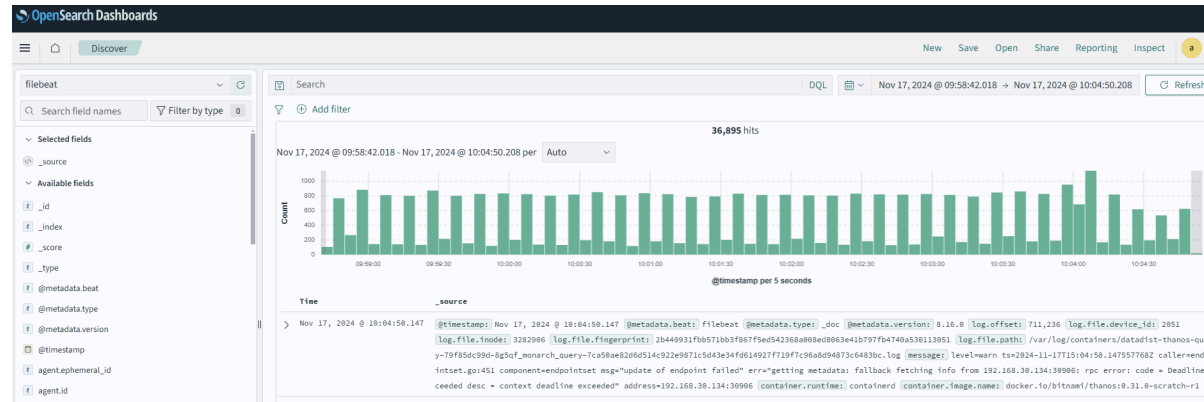 OpenSearch Dashboards
Discover
New Save Open Share Reporting Inspect a
filebeat
Search
DQL
Nov 17, 2024 @ 09:58:42.018 → Nov 17, 2024 @ 10:04:50.208
Refresh
Search field names
Filter by type 0
Add filter
Selected fields
_source
Available fields
t _id
t _index
# _score
t _type
t @metadata.beat
t @metadata.type
t @metadata.version
@timestamp
t agent.ephemeral_id
t agent.id
36,895 hits
Nov 17, 2024 @ 09:58:42.018 - Nov 17, 2024 @ 10:04:50.208 per Auto
Count
1000
800
600
400
200
0
09:59:00 09:59:30 10:00:00 10:00:30 10:01:00 10:01:30 10:02:00 10:02:30 10:03:00 10:03:30 10:04:00 10:04:30
@timestamp per 5 seconds
Time _source
Nov 17, 2024 @ 10:04:50.147 @timestamp: Nov 17, 2024 @ 10:04:50.147 @metadata.beat: filebeat @metadata.type: _doc @metadata.version: 8.16.0 log.offset: 711,236 log.file.device_id: 2051
log.file.inode: 3282906 log.file.fingerprint: 2b440931fbb571bb3f867f5ed542368a008ed8063e41b797fb4740a530113051 log.file.path: /var/log/containers/datadist-thanos-qu
y-79f85dc99d-8g5qf_monarch_query-7ca50ae82d6d514c922e9871c5d43e34fd614927f719f7c96a8d94873c6483bc.log message: level=warn ts=2024-11-17T15:04:50.147557768Z caller=end
intset.go:451 component=endpointset msg="update of endpoint failed" err="getting metadata: fallback fetching info from 192.168.30.134:30906: rpc error: code = Deadline
ceeded desc = context deadline exceeded" address=192.168.30.134:30906 container.runtime: containerd container.image.name: docker.io/bitnami/thanos:0.31.0-scratch-r1